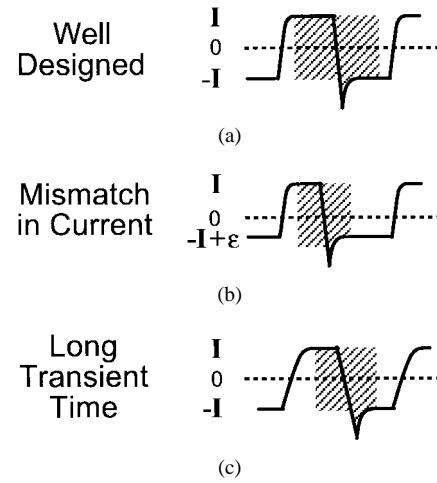 Well
Designed
I
0
-I
(a)
Mismatch
in Current
I
0
-I+ε
(b)
Long
Transient
Time
I
0
-I
(c)